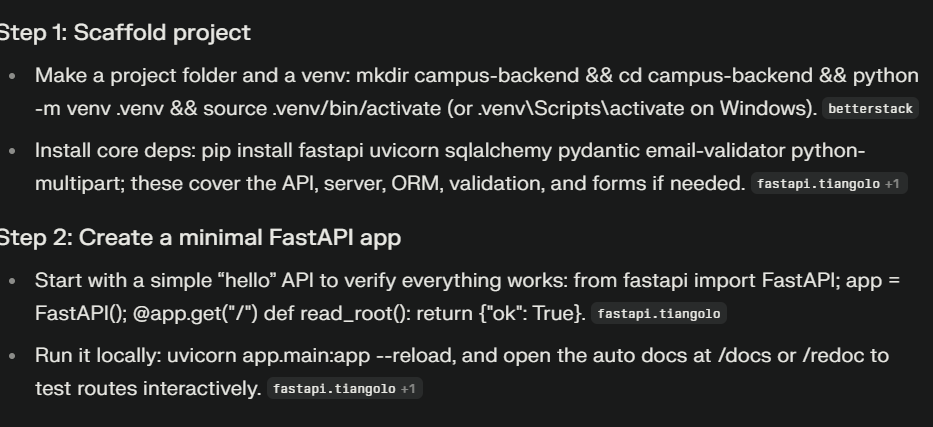 Step 1: Scaffold project
Make a project folder and a venv: mkdir campus-backend && cd campus-backend && python
-m venv .venv && source .venv/bin/activate (or .venv\Scripts\activate on Windows). betterstack
Install core deps: pip install fastapi uvicorn sqlalchemy pydantic email-validator python-
multipart; these cover the API, server, ORM, validation, and forms if needed. fastapi.tiangolo +1
Step 2: Create a minimal FastAPI app
Start with a simple “hello” API to verify everything works: from fastapi import FastAPI; app =
FastAPI(); @app.get("/") def read_root(): return {"ok": True}. fastapi.tiangolo
Run it locally: uvicorn app.main:app --reload, and open the auto docs at /docs or /redoc to
test routes interactively. fastapi.tiangolo +1